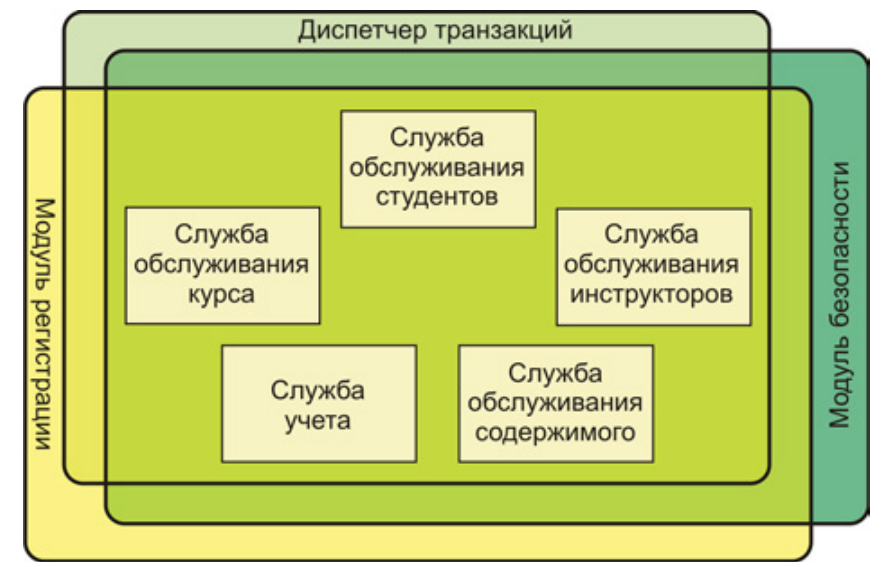 Диспетчер транзакций
Служба
обслуживания
студентов
Служба
обслуживания
курса
Служба
обслуживания
инструкторов
Служба
учета
Служба
обслуживания
содержимого
Модуль регистрации
Модуль безопасности